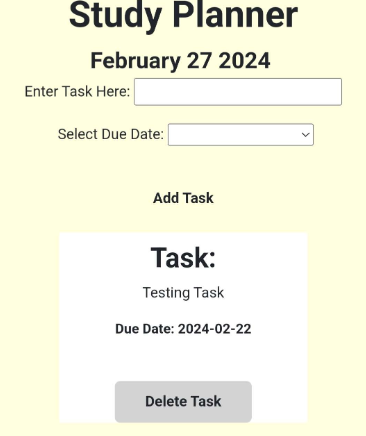 Study Planner
February 27 2024
Enter Task Here:
Select Due Date:
Add Task
Task:
Testing Task
Due Date: 2024-02-22
Delete Task